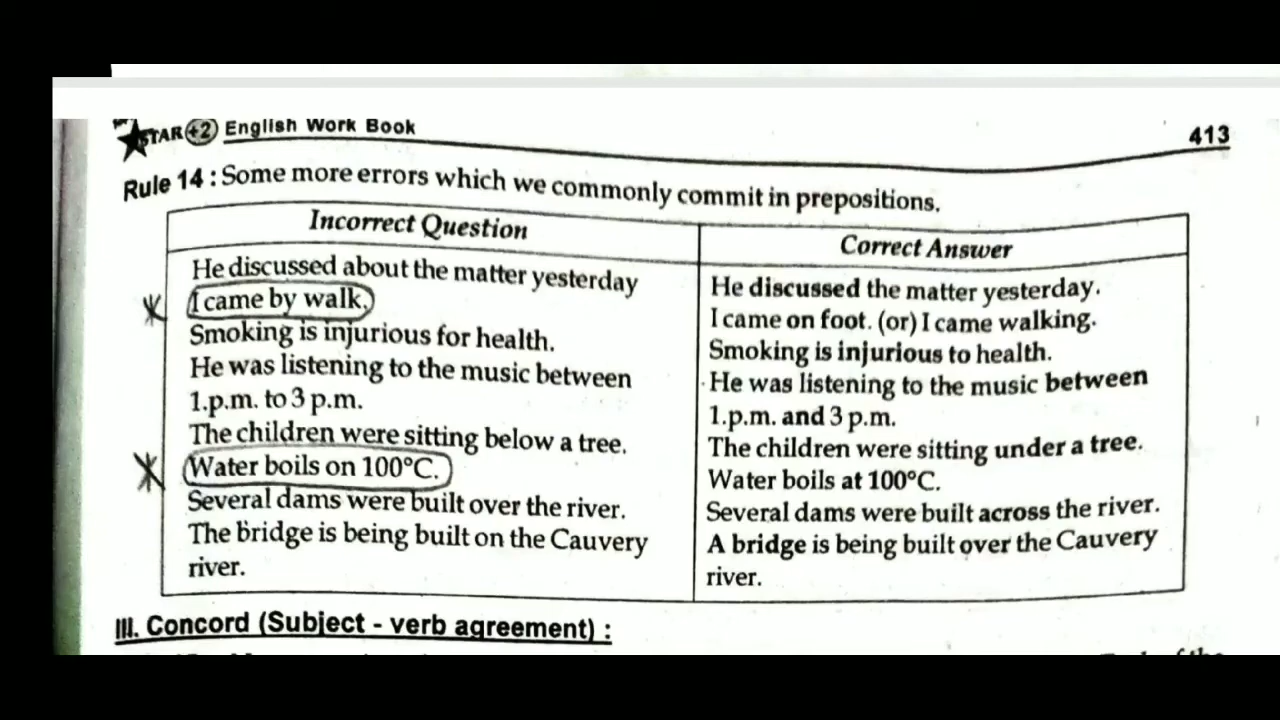 STAR +2 English Work Book
413
Rule 14 : Some more errors which we commonly commit in prepositions.
Incorrect Question
He discussed about the matter yesterday
I came by walk.
Smoking is injurious for health.
He was listening to the music between
1.p.m. to 3 p.m.
The children were sitting below a tree.
Water boils on 100°C.
Several dams were built over the river.
The bridge is being built on the Cauvery
river.
Correct Answer
He discussed the matter yesterday.
I came on foot. (or) I came walking.
Smoking is injurious to health.
He was listening to the music between
1.p.m. and 3 p.m.
The children were sitting under a tree.
Water boils at 100°C.
Several dams were built across the river.
A bridge is being built over the Cauvery
river.
III. Concord (Subject - verb agreement) :